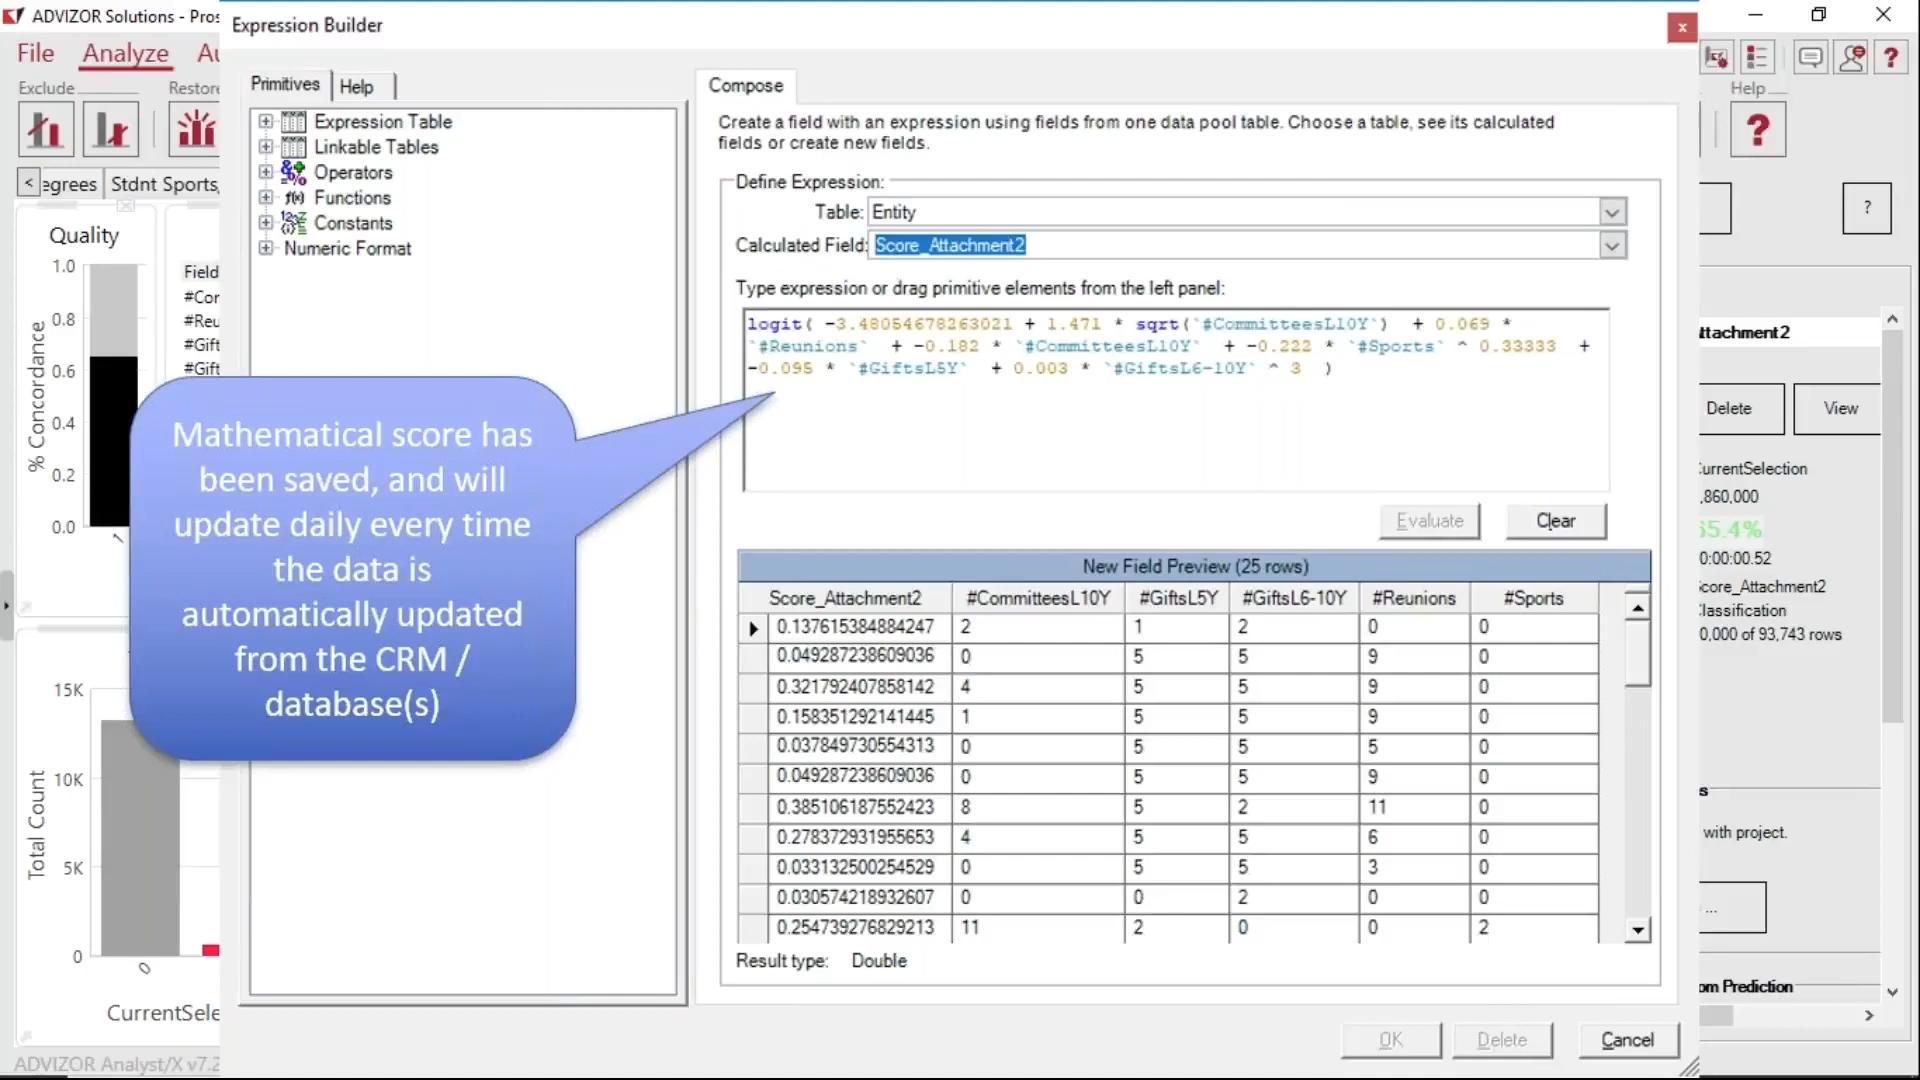 ADVIZOR Solutions - Pros
Expression Builder
x
File
Analyze
Au
Exclude
Restore
Help
?
?
<
egrees
Stdnt Sports,
?
Quality
1.0
0.8
0.6
0.4
0.2
0.0
% Concordance
Field
#Cor
#Reu
#Gift
#Gift
15K
10K
5K
0
Total Count
0
CurrentSele
ADVIZOR Analyst/X v7.2
Mathematical score has
been saved, and will
update daily every time
the data is
automatically updated
from the CRM /
database(s)
Primitives
Help
Expression Table
Linkable Tables
Operators
Functions
Constants
Numeric Format
Compose
Create a field with an expression using fields from one data pool table. Choose a table, see its calculated
fields or create new fields.
Define Expression:
Table: Entity
Calculated Field: Score_Attachment2
Type expression or drag primitive elements from the left panel:
logit( -3.48054678263021 + 1.471 * sqrt(`#CommitteesL10Y`) + 0.069 *
`#Reunions` + -0.182 * `#CommitteesL10Y` + -0.222 * `#Sports` ^ 0.33333 +
-0.095 * `#GiftsL5Y` + 0.003 * `#GiftsL6-10Y` ^ 3 )
Evaluate
Clear
New Field Preview (25 rows)
Score_Attachment2 #CommitteesL10Y #GiftsL5Y #GiftsL6-10Y #Reunions #Sports
0.137615384884247 2 1 2 0 0
0.049287238609036 0 5 5 9 0
0.321792407858142 4 5 5 9 0
0.158351292141445 1 5 5 9 0
0.037849730554313 0 5 5 5 0
0.049287238609036 0 5 5 9 0
0.385106187552423 8 5 2 11 0
0.278372931955653 4 5 5 6 0
0.033132500254529 0 5 5 3 0
0.030574218932607 0 0 2 0 0
0.254739276829213 11 2 0 0 2
Result type: Double
OK
Delete
Cancel
ttachment2
Delete
View
CurrentSelection
,860,000
65.4%
0:00:00.52
Score_Attachment2
Classification
0,000 of 93,743 rows
s
with project.
...
om Prediction